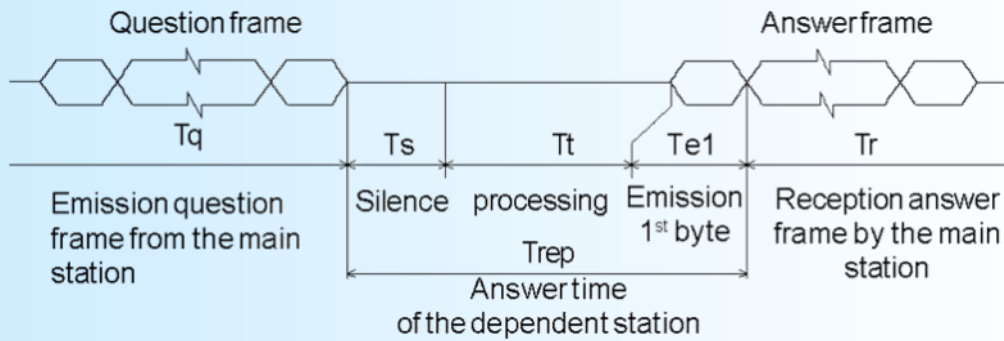 Question frame
Answer frame
Tq
Ts
Tt
Te1
Tr
Emission question
frame from the main
station
Silence
processing
Emission
1st byte
Reception answer
frame by the main
station
Trep
Answer time
of the dependent station